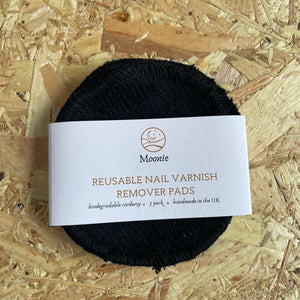 Moonie
REUSABLE NAIL VARNISH
REMOVER PADS
biodegradable corduroy • 5 pack • handmade in the UK